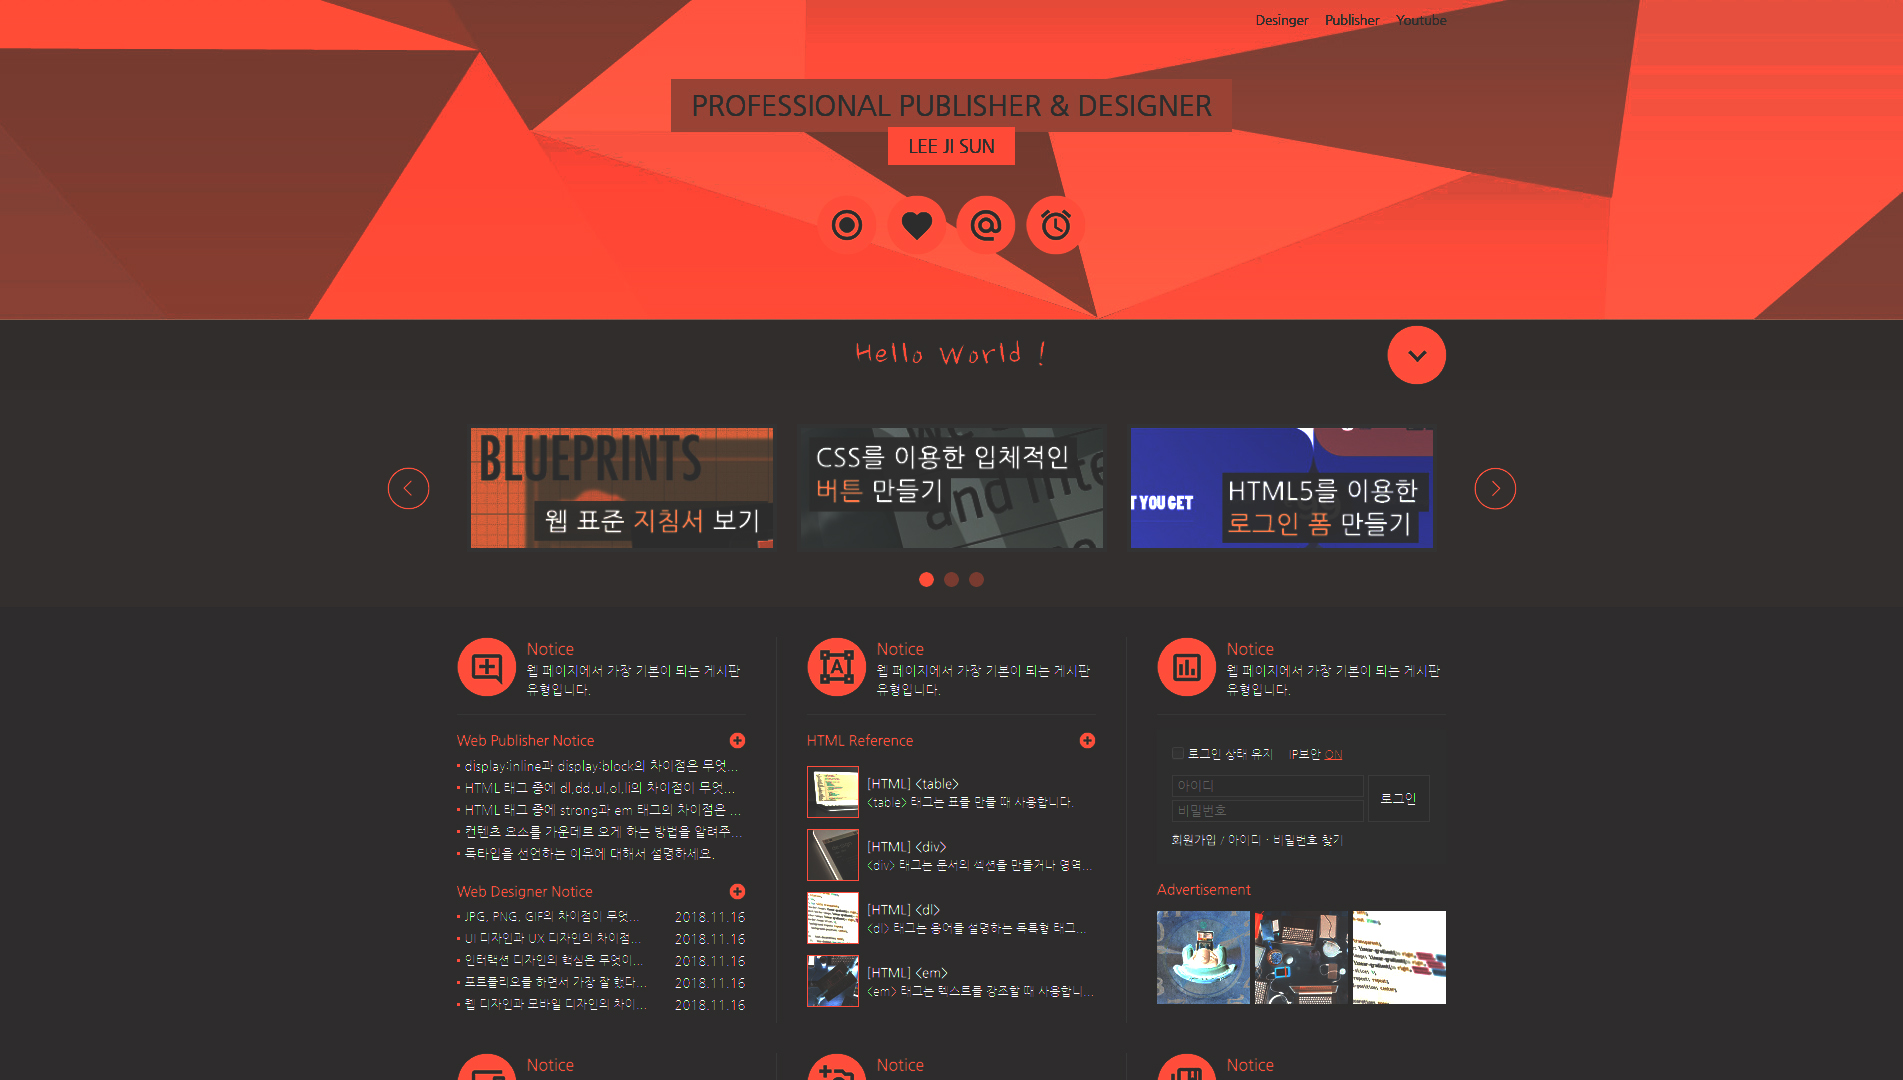 Desinger Publisher Youtube
PROFESSIONAL PUBLISHER & DESIGNER
LEE JI SUN
Hello World !
BLUEPRINTS
웹 표준 지침서 보기
CSS를 이용한 입체적인
버튼 만들기
and inte
T YOU GET
HTML5를 이용한
로그인 폼 만들기
Notice
웹 페이지에서 가장 기본이 되는 게시판
유형입니다.
Web Publisher Notice
display:inline과 display:block의 차이점은 무엇...
HTML 태그 중에 dl,dd,ul,ol,li의 차이점이 무엇...
HTML 태그 중에 strong과 em 태그의 차이점은 ...
컨텐츠 요소를 가운데로 오게 하는 방법을 알려주...
독타입을 선언하는 이유에 대해서 설명하세요.
Web Designer Notice
JPG, PNG, GIF의 차이점이 무엇... 2018.11.16
UI 디자인과 UX 디자인의 차이점... 2018.11.16
인터랙션 디자인의 핵심은 무엇이... 2018.11.16
포트폴리오를 하면서 가장 잘 했다... 2018.11.16
웹 디자인과 모바일 디자인의 차이... 2018.11.16
Notice
웹 페이지에서 가장 기본이 되는 게시판
유형입니다.
HTML Reference
[HTML] <table>
<table> 태그는 표를 만들 때 사용합니다.
[HTML] <div>
<div> 태그는 문서의 섹션을 만들거나 영역...
[HTML] <dl>
<dl> 태그는 용어를 설명하는 목록형 태그...
[HTML] <em>
<em> 태그는 텍스트를 강조할 때 사용합니...
Notice
웹 페이지에서 가장 기본이 되는 게시판
유형입니다.
로그인 상태 유지 IP보안 ON
아이디
비밀번호
로그인
회원가입 / 아이디 · 비밀번호 찾기
Advertisement
Notice
Notice
Notice